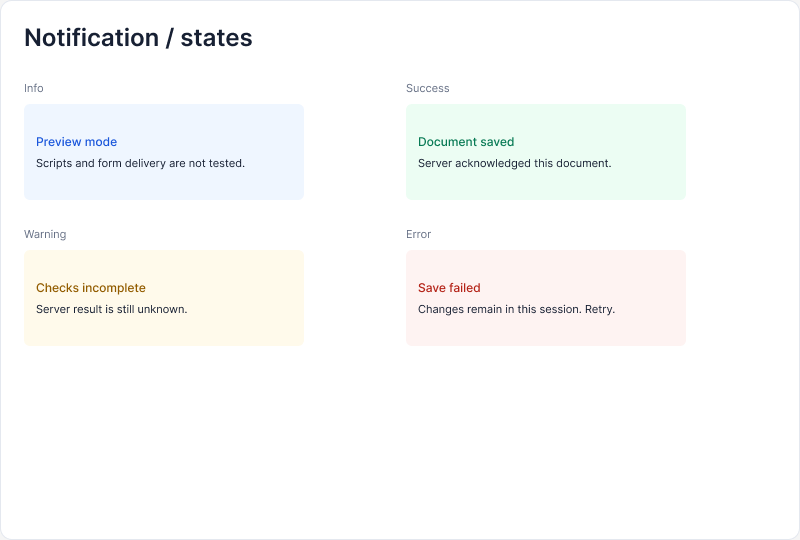 Notification / states
Info
Success
Preview mode
Scripts and form delivery are not tested.
Document saved
Server acknowledged this document.
Warning
Error
Checks incomplete
Server result is still unknown.
Save failed
Changes remain in this session. Retry.